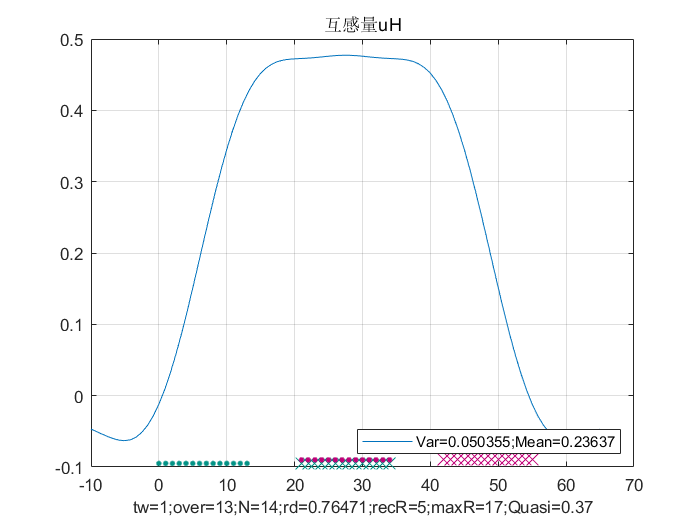 互感量uH
0.5
0.4
0.3
0.2
0.1
0
-0.1
Var=0.050355;Mean=0.23637
-10 0 10 20 30 40 50 60 70
tw=1;over=13;N=14;rd=0.76471;recR=5;maxR=17;Quasi=0.37